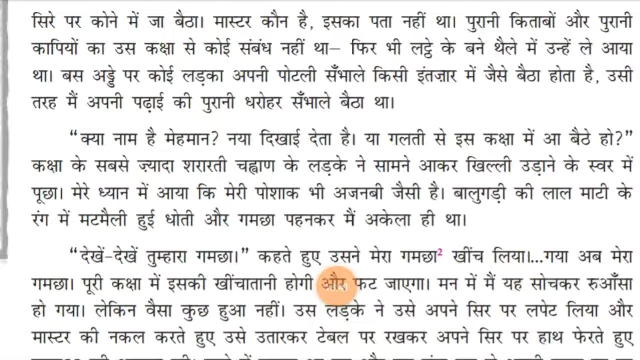 सिरे पर कोने में जा बैठा। मास्टर कौन है, इसका पता नहीं था। पुरानी किताबों और पुरानी
कापियों का उस कक्षा से कोई संबंध नहीं था– फिर भी लट्ठे के बने थैले में उन्हें ले आया
था। बस अड्डे पर कोई लड़का अपनी पोटली सँभाले किसी इंतज़ार में जैसे बैठा होता है, उसी
तरह मैं अपनी पढ़ाई की पुरानी धरोहर सँभाले बैठा था।
“क्या नाम है मेहमान? नया दिखाई देता है। या गलती से इस कक्षा में आ बैठे हो?”
कक्षा के सबसे ज्यादा शरारती चह्वाण के लड़के ने सामने आकर खिल्ली उड़ाने के स्वर में
पूछा। मेरे ध्यान में आया कि मेरी पोशाक भी अजनबी जैसी है। बालुगड़ी की लाल माटी के
रंग में मटमैली हुई धोती और गमछा पहनकर मैं अकेला ही था।
“देखें-देखें तुम्हारा गमछा।” कहते हुए उसने मेरा गमछा² खींच लिया।...गया अब मेरा
गमछा। पूरी कक्षा में इसकी खींचातानी होगी और फट जाएगा। मन में मैं यह सोचकर रुआँसा
हो गया। लेकिन वैसा कुछ हुआ नहीं। उस लड़के ने उसे अपने सिर पर लपेट लिया और
मास्टर की नकल करते हुए उसे उतारकर टेबल पर रखकर अपने सिर पर हाथ फेरते हुए